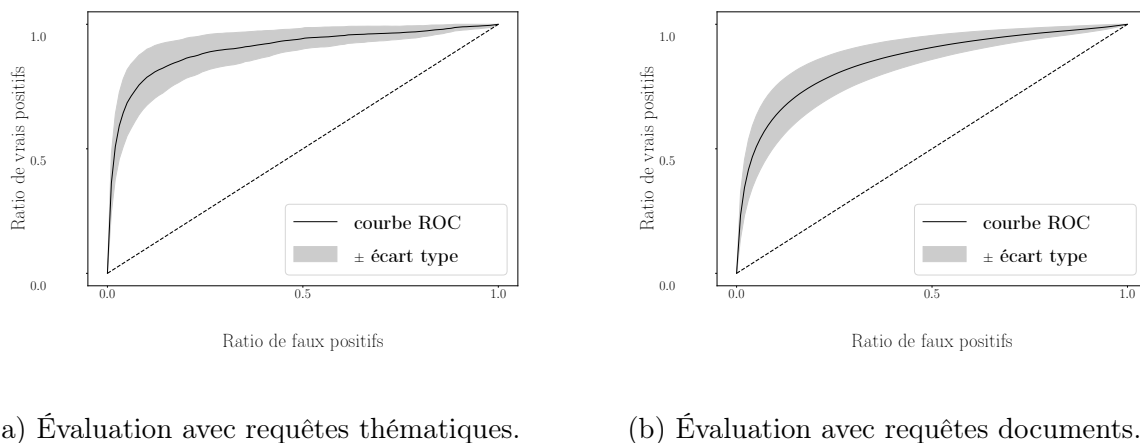 1.0
Ratio de vrais positifs
0.5
0.0
courbe ROC
± écart type
0.0
0.5
1.0
Ratio de faux positifs
a) Évaluation avec requêtes thématiques.
1.0
Ratio de vrais positifs
0.5
0.0
courbe ROC
± écart type
0.0
0.5
1.0
Ratio de faux positifs
(b) Évaluation avec requêtes documents.